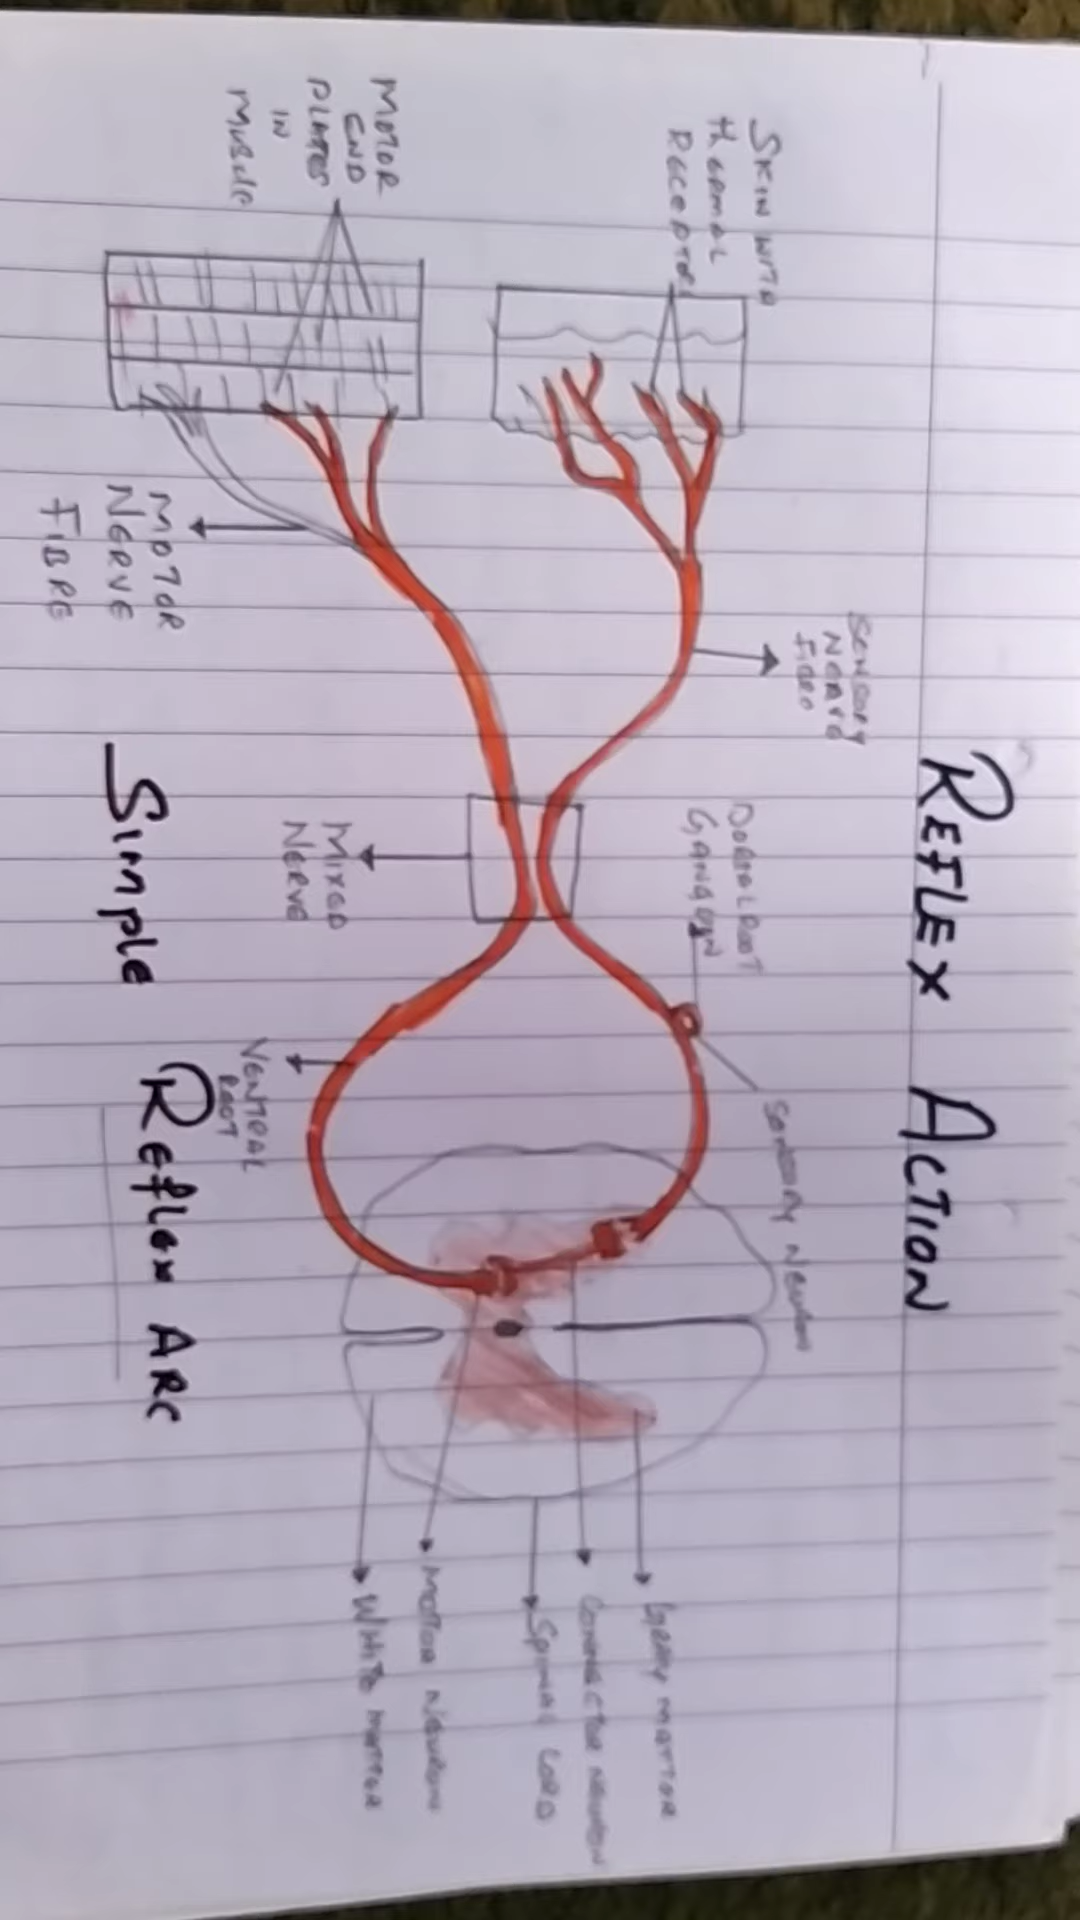 REFLEX ACTION
SKIN WITH
THERMAL
RECEPTOR
SENSORY
NERVE
FIBRE
DORSAL ROOT
GANGLION
SENSORY NEURON
GRAY MATTER
CONNECTOR NEURON
SPINAL CORD
MOTOR NEURON
WHITE MATTER
MOTOR
END
PLATES
IN
MUSCLE
MOTOR
NERVE
FIBRE
MIXED
NERVE
VENTRAL
ROOT
SIMPLE REFLEX ARC